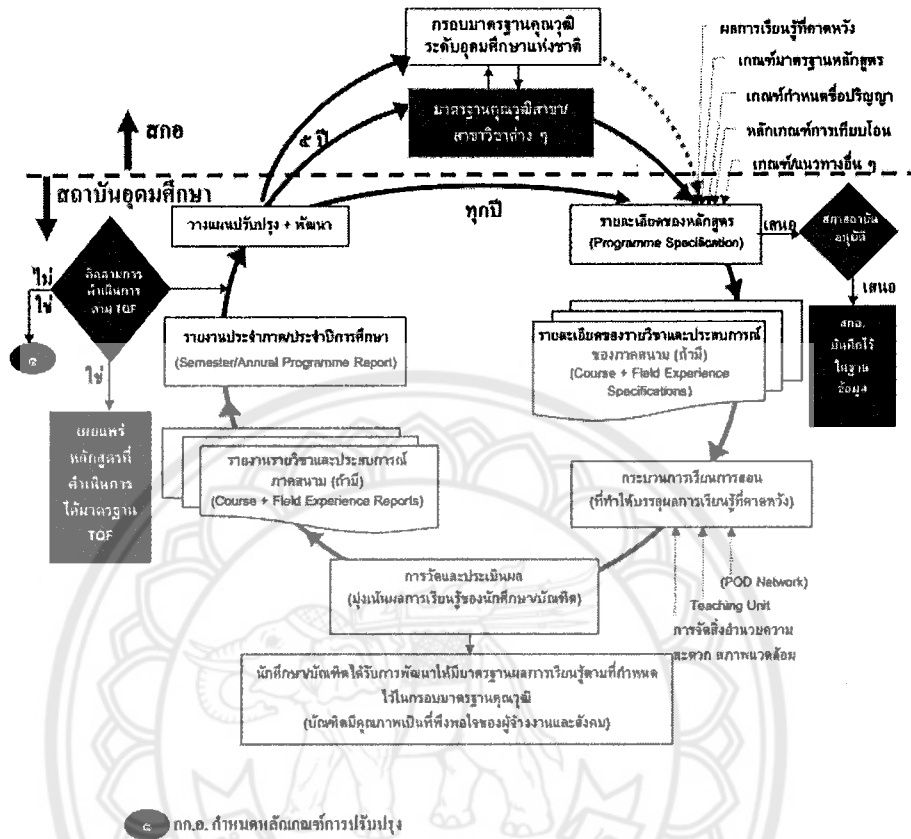 กรอบมาตรฐานคุณวุฒิ
ระดับอุดมศึกษาแห่งชาติ
ผลการเรียนรู้ที่คาดหวัง
เกณฑ์มาตรฐานหลักสูตร
เกณฑ์กำหนดชื่อปริญญา
หลักเกณฑ์การเทียบโอน
เกณฑ์/แนวทางอื่น ๆ
มาตรฐานคุณวุฒิสาขา/
สาขาวิชาต่าง ๆ
สกอ
๕ ปี
สถาบันอุดมศึกษา
ทุกปี
วางแผนปรับปรุง + พัฒนา
รายละเอียดของหลักสูตร
(Programme Specification)
เสนอ
สภาสถาบัน
อนุมัติ
เสนอ
สกอ.
บันทึกไว้
ในฐาน
ข้อมูล
ติดตามการ
ดำเนินการ
ตาม TQF
ไม่
ใช่
ใช่
เผยแพร่
หลักสูตรที่
ดำเนินการ
ได้มาตรฐาน
TQF
รายงานประจำภาค/ประจำปีการศึกษา
(Semester/Annual Programme Report)
รายละเอียดของรายวิชาและประสบการณ์
ของภาคสนาม (ถ้ามี)
(Course + Field Experience
Specifications)
รายงานรายวิชาและประสบการณ์
ภาคสนาม (ถ้ามี)
(Course + Field Experience Reports)
กระบวนการเรียนการสอน
(ที่ทำให้บรรลุผลการเรียนรู้ที่คาดหวัง)
การวัดและประเมินผล
(มุ่งเน้นผลการเรียนรู้ของนักศึกษา/บัณฑิต)
(POD Network)
Teaching Unit
การจัดสิ่งอำนวยความ
สะดวก สภาพแวดล้อม
นักศึกษา/บัณฑิตได้รับการพัฒนาให้มีมาตรฐานผลการเรียนรู้ตามที่กำหนด
ไว้ในกรอบมาตรฐานคุณวุฒิ
(บัณฑิตมีคุณภาพเป็นที่พึงพอใจของผู้จ้างงานและสังคม)
กก.อ. กำหนดหลักเกณฑ์การปรับปรุง